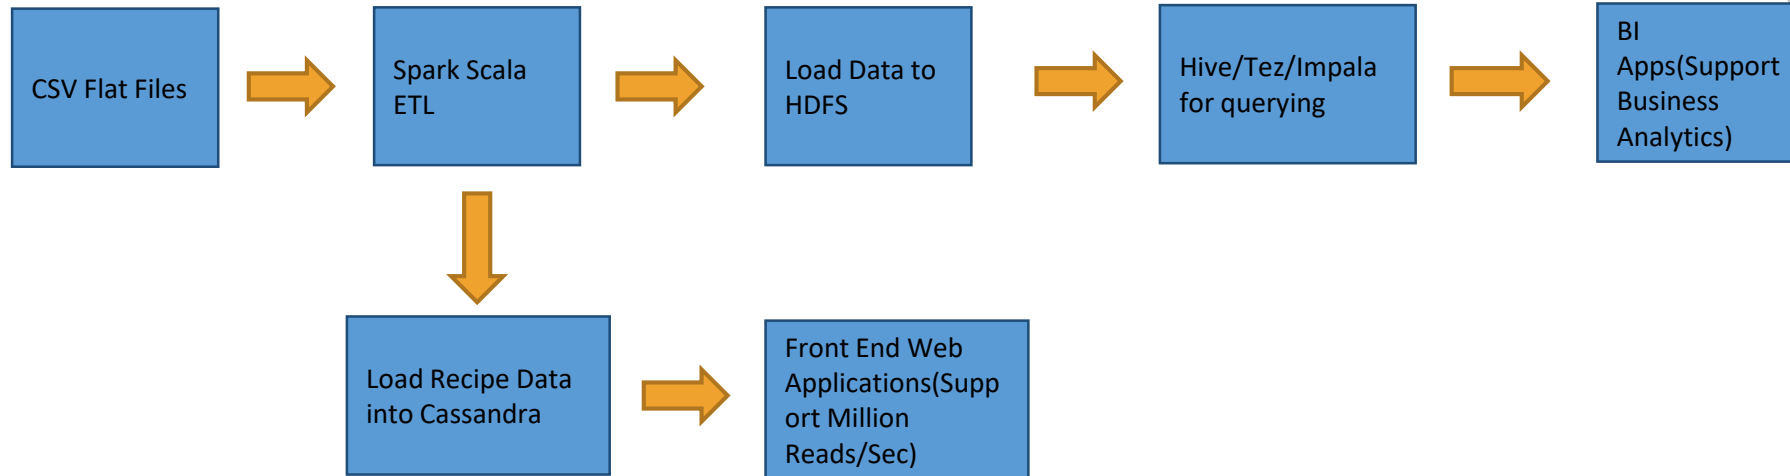 CSV Flat Files
Spark Scala
ETL
Load Data to
HDFS
Hive/Tez/Impala
for querying
BI
Apps(Support
Business
Analytics)
Load Recipe Data
into Cassandra
Front End Web
Applications(Supp
ort Million
Reads/Sec)